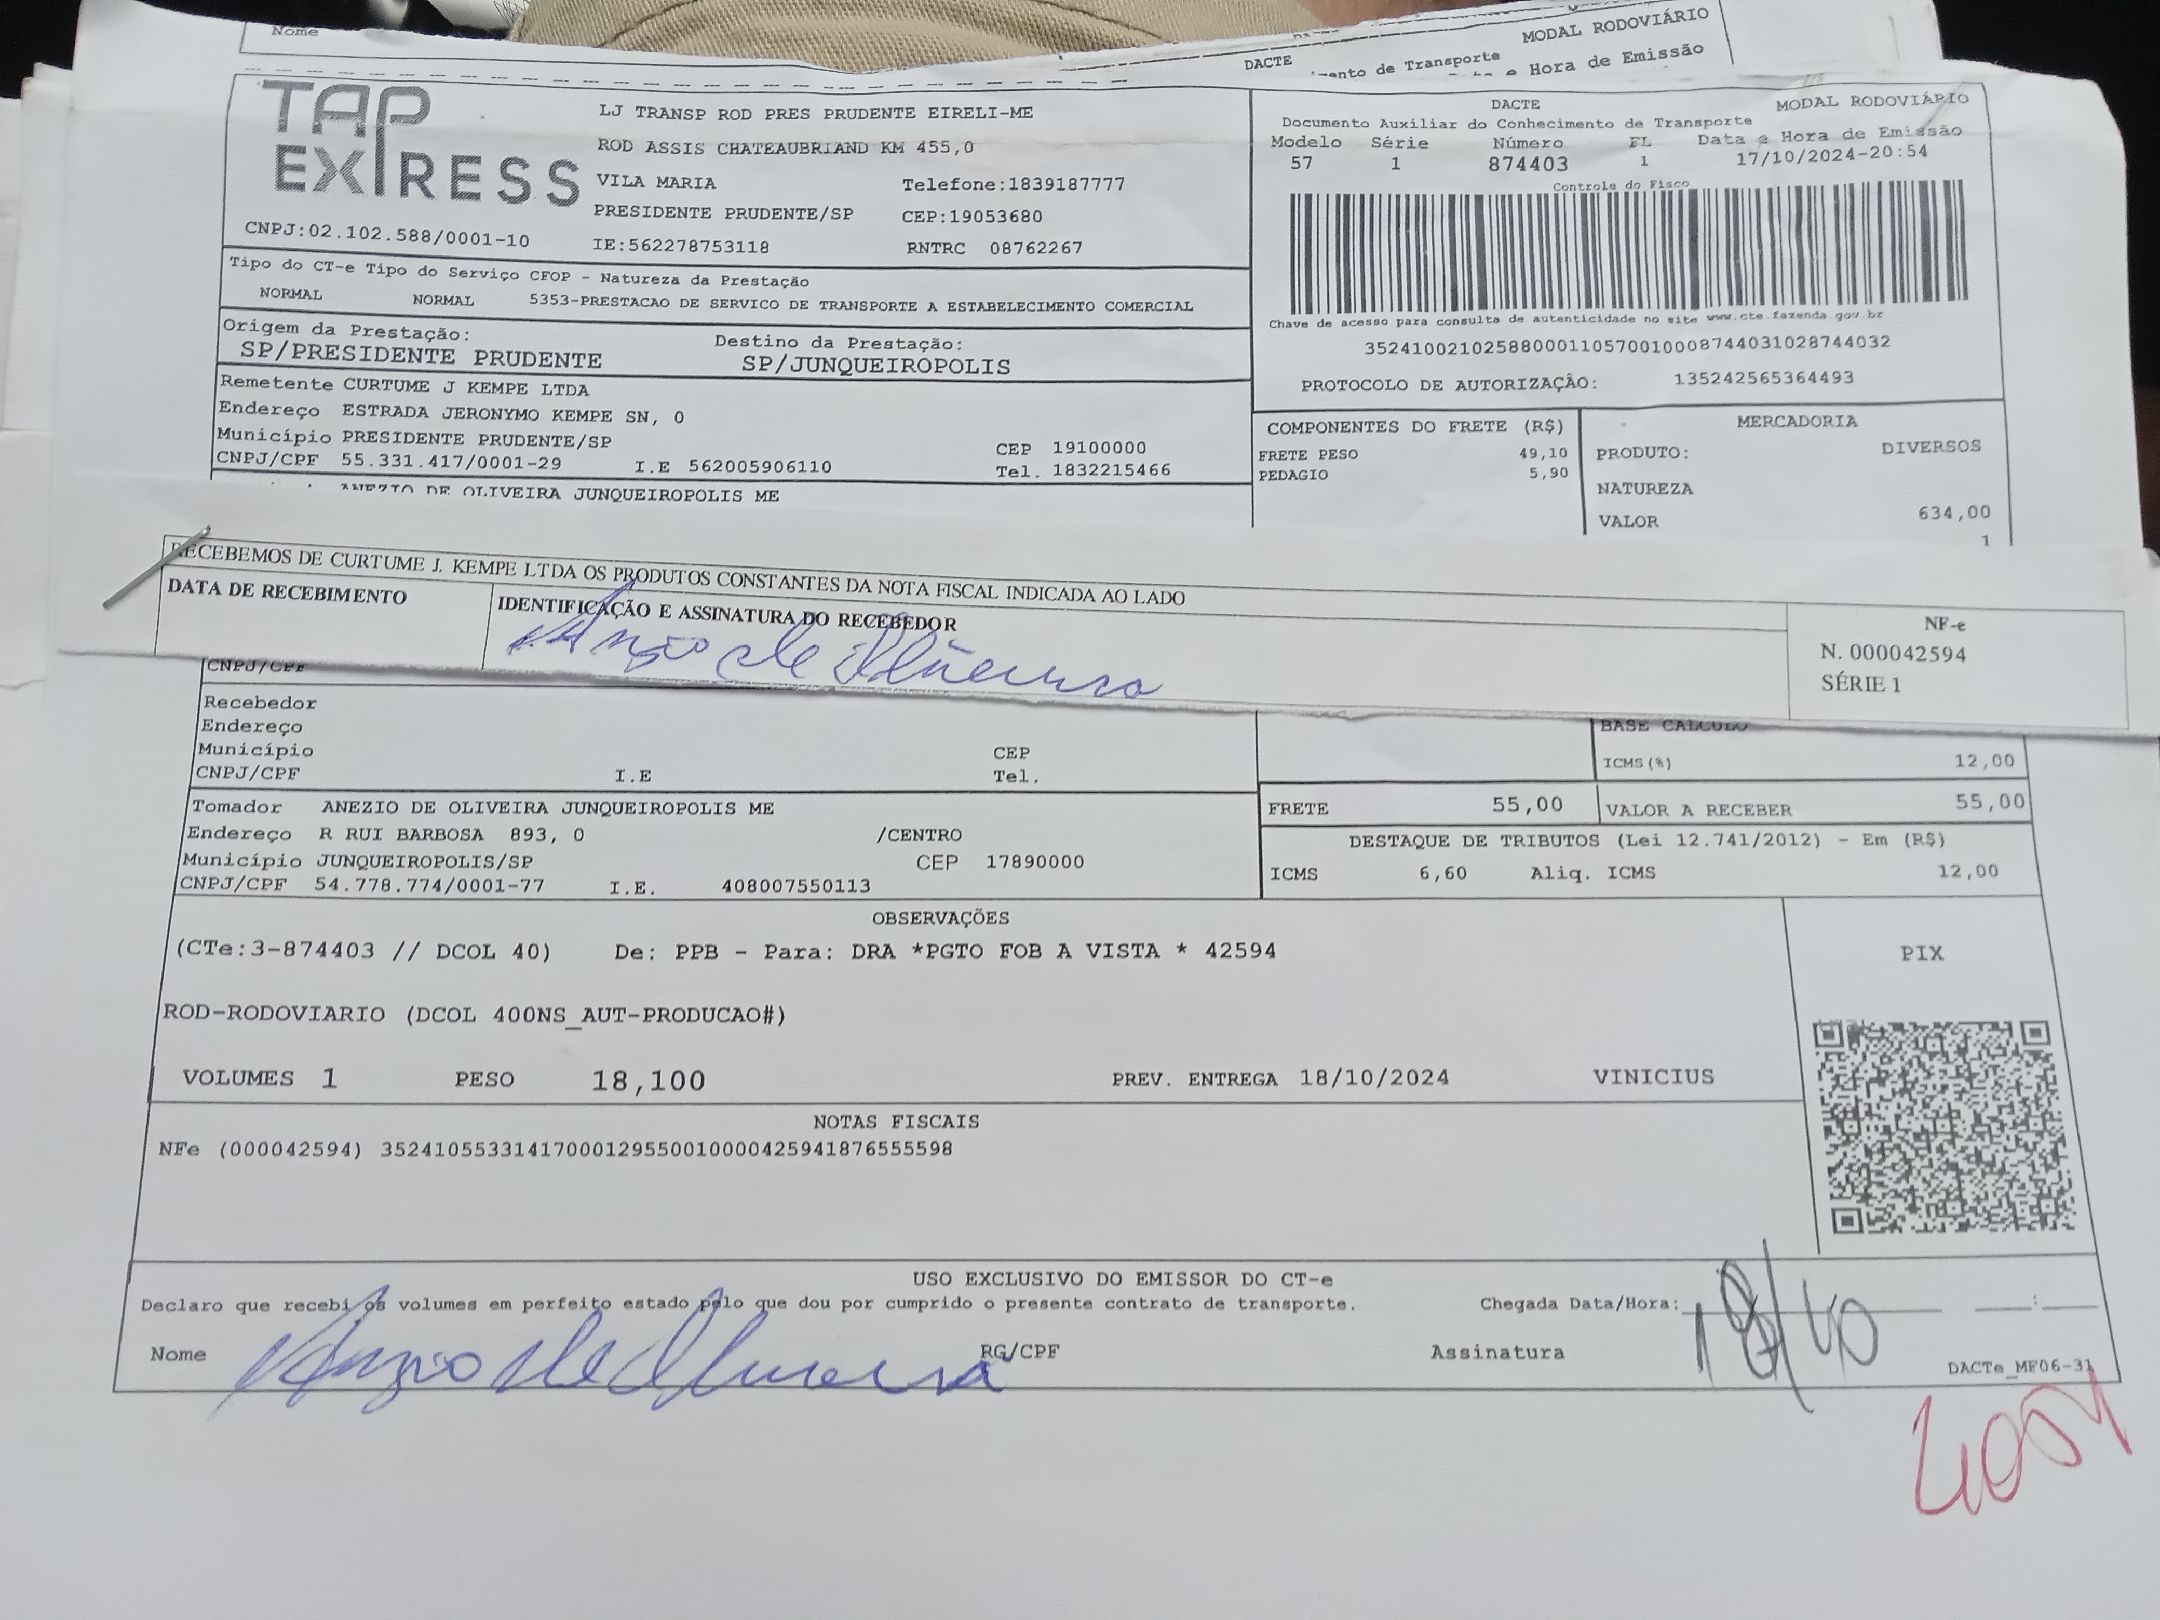 Nome
DACTE
MODAL RODOVIÁRIO
de Transporte
e Hora de Emissão
TAP EXPRESS
LJ TRANSP ROD PRES PRUDENTE EIRELI-ME
ROD ASSIS CHATEAUBRIAND KM 455,0
VILA MARIA Telefone:1839187777
PRESIDENTE PRUDENTE/SP CEP:19053680
CNPJ:02.102.588/0001-10 IE:562278753118 RNTRC 08762267
DACTE MODAL RODOVIÁRIO
Documento Auxiliar do Conhecimento de Transporte
Modelo Série Número FL Data e Hora de Emissão
57 1 874403 1 17/10/2024-20:54
Controle do Fisco
Chave de acesso para consulta de autenticidade no site www.cte.fazenda.gov.br
35241002102588000110570010008744031028744032
PROTOCOLO DE AUTORIZAÇÃO: 135242565364493
Tipo do CT-e Tipo do Serviço CFOP - Natureza da Prestação
NORMAL NORMAL 5353-PRESTACAO DE SERVICO DE TRANSPORTE A ESTABELECIMENTO COMERCIAL
Origem da Prestação: Destino da Prestação:
SP/PRESIDENTE PRUDENTE SP/JUNQUEIROPOLIS
Remetente CURTUME J KEMPE LTDA
Endereço ESTRADA JERONYMO KEMPE SN, 0
Município PRESIDENTE PRUDENTE/SP CEP 19100000
CNPJ/CPF 55.331.417/0001-29 I.E 562005906110 Tel. 1832215466
ANEZIO DE OLIVEIRA JUNQUEIROPOLIS ME
COMPONENTES DO FRETE (R$)
FRETE PESO 49,10
PEDAGIO 5,90
MERCADORIA
PRODUTO: DIVERSOS
NATUREZA
VALOR 634,00
1
RECEBEMOS DE CURTUME J. KEMPE LTDA OS PRODUTOS CONSTANTES DA NOTA FISCAL INDICADA AO LADO
DATA DE RECEBIMENTO IDENTIFICAÇÃO E ASSINATURA DO RECEBEDOR
NF-e
N. 000042594
SÉRIE 1
CNPJ/CPF
Recebedor
Endereço
Município CEP
CNPJ/CPF I.E Tel.
BASE CALCULO
ICMS(%) 12,00
FRETE 55,00 VALOR A RECEBER 55,00
Tomador ANEZIO DE OLIVEIRA JUNQUEIROPOLIS ME
Endereço R RUI BARBOSA 893, 0 /CENTRO
Município JUNQUEIROPOLIS/SP CEP 17890000
CNPJ/CPF 54.778.774/0001-77 I.E. 408007550113
DESTAQUE DE TRIBUTOS (Lei 12.741/2012) - Em (R$)
ICMS 6,60 Aliq. ICMS 12,00
OBSERVAÇÕES
(CTe:3-874403 // DCOL 40) De: PPB - Para: DRA *PGTO FOB A VISTA * 42594
PIX
ROD-RODOVIARIO (DCOL 400NS_AUT-PRODUCAO#)
VOLUMES 1 PESO 18,100 PREV. ENTREGA 18/10/2024 VINICIUS
NOTAS FISCAIS
NFe (000042594) 35241055331417000129550010000425941876555598
USO EXCLUSIVO DO EMISSOR DO CT-e
Declaro que recebi os volumes em perfeito estado pelo que dou por cumprido o presente contrato de transporte. Chegada Data/Hora: 18/10
Nome RG/CPF Assinatura
DACTe_MF06-31